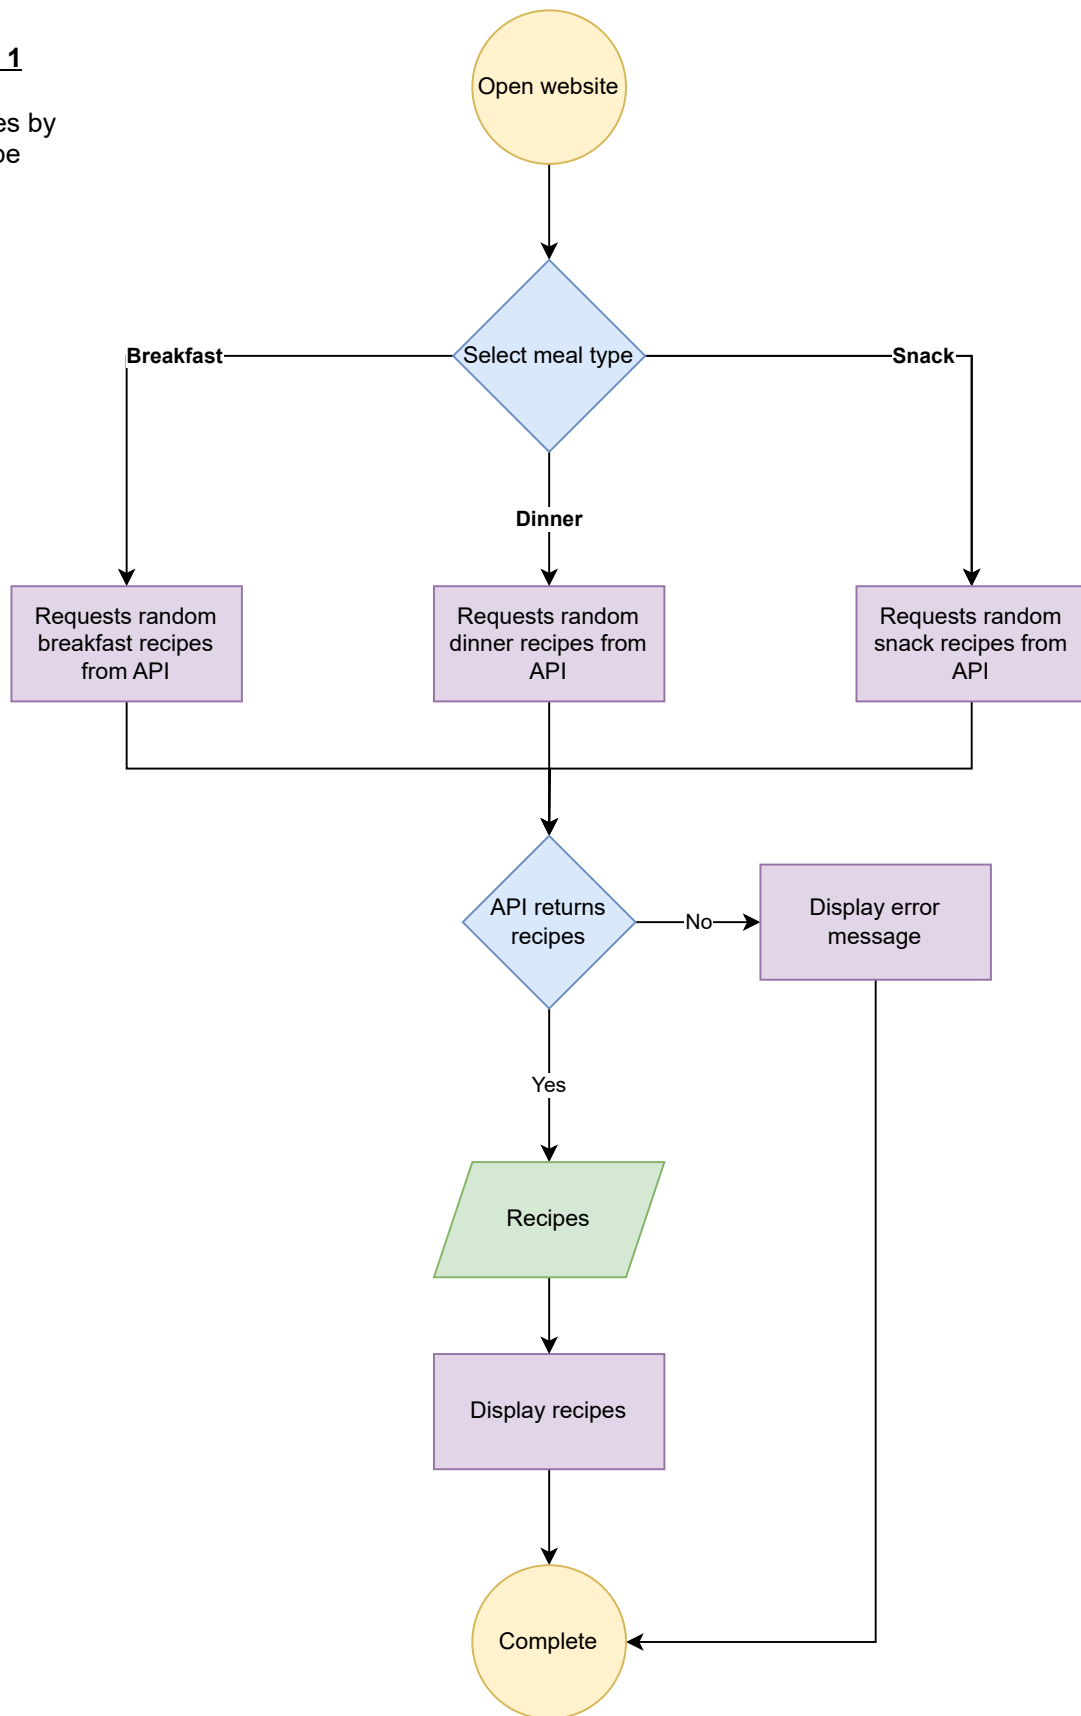 1
Open website
es by
Breakfast
Select meal type
Snack
Dinner
Requests random
breakfast recipes
from API
Requests random
dinner recipes from
API
Requests random
snack recipes from
API
API returns
recipes
No
Display error
message
Yes
Recipes
Display recipes
Complete